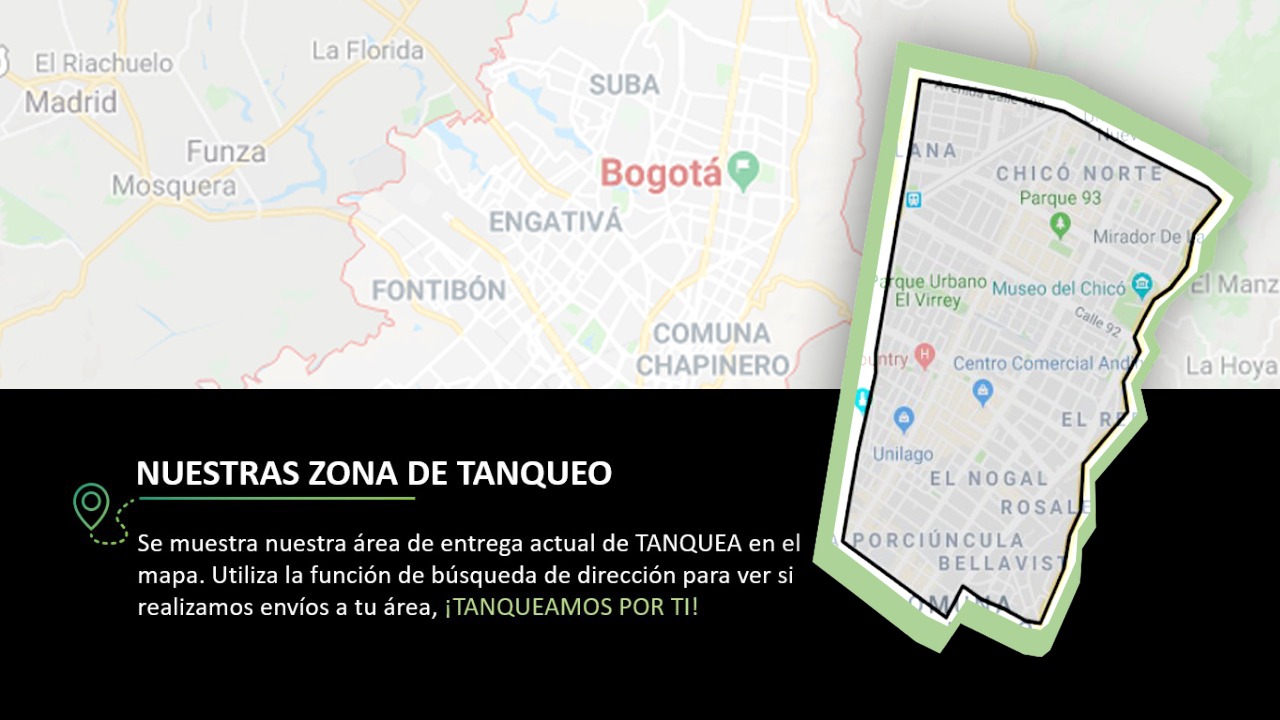 El Riachuelo
La Florida
Madrid
SUBA
Funza
Bogotá
Mosquera
ENGATIVÁ
FONTIBÓN
COMUNA
CHAPINERO
Avenida Calle
LANA
CHICÓ NORTE
Parque 93
Mirador De La
Parque Urbano
El Virrey
Museo del Chicó
El Manz
Calle 92
ountry
H
Centro Comercial Andin
La Hoya
EL RE
Unilago
EL NOGAL
ROSALE
PORCIÚNCULA
BELLAVIST
NUESTRAS ZONA DE TANQUEO
Se muestra nuestra área de entrega actual de TANQUEA en el
mapa. Utiliza la función de búsqueda de dirección para ver si
realizamos envíos a tu área, ¡TANQUEAMOS POR TI!